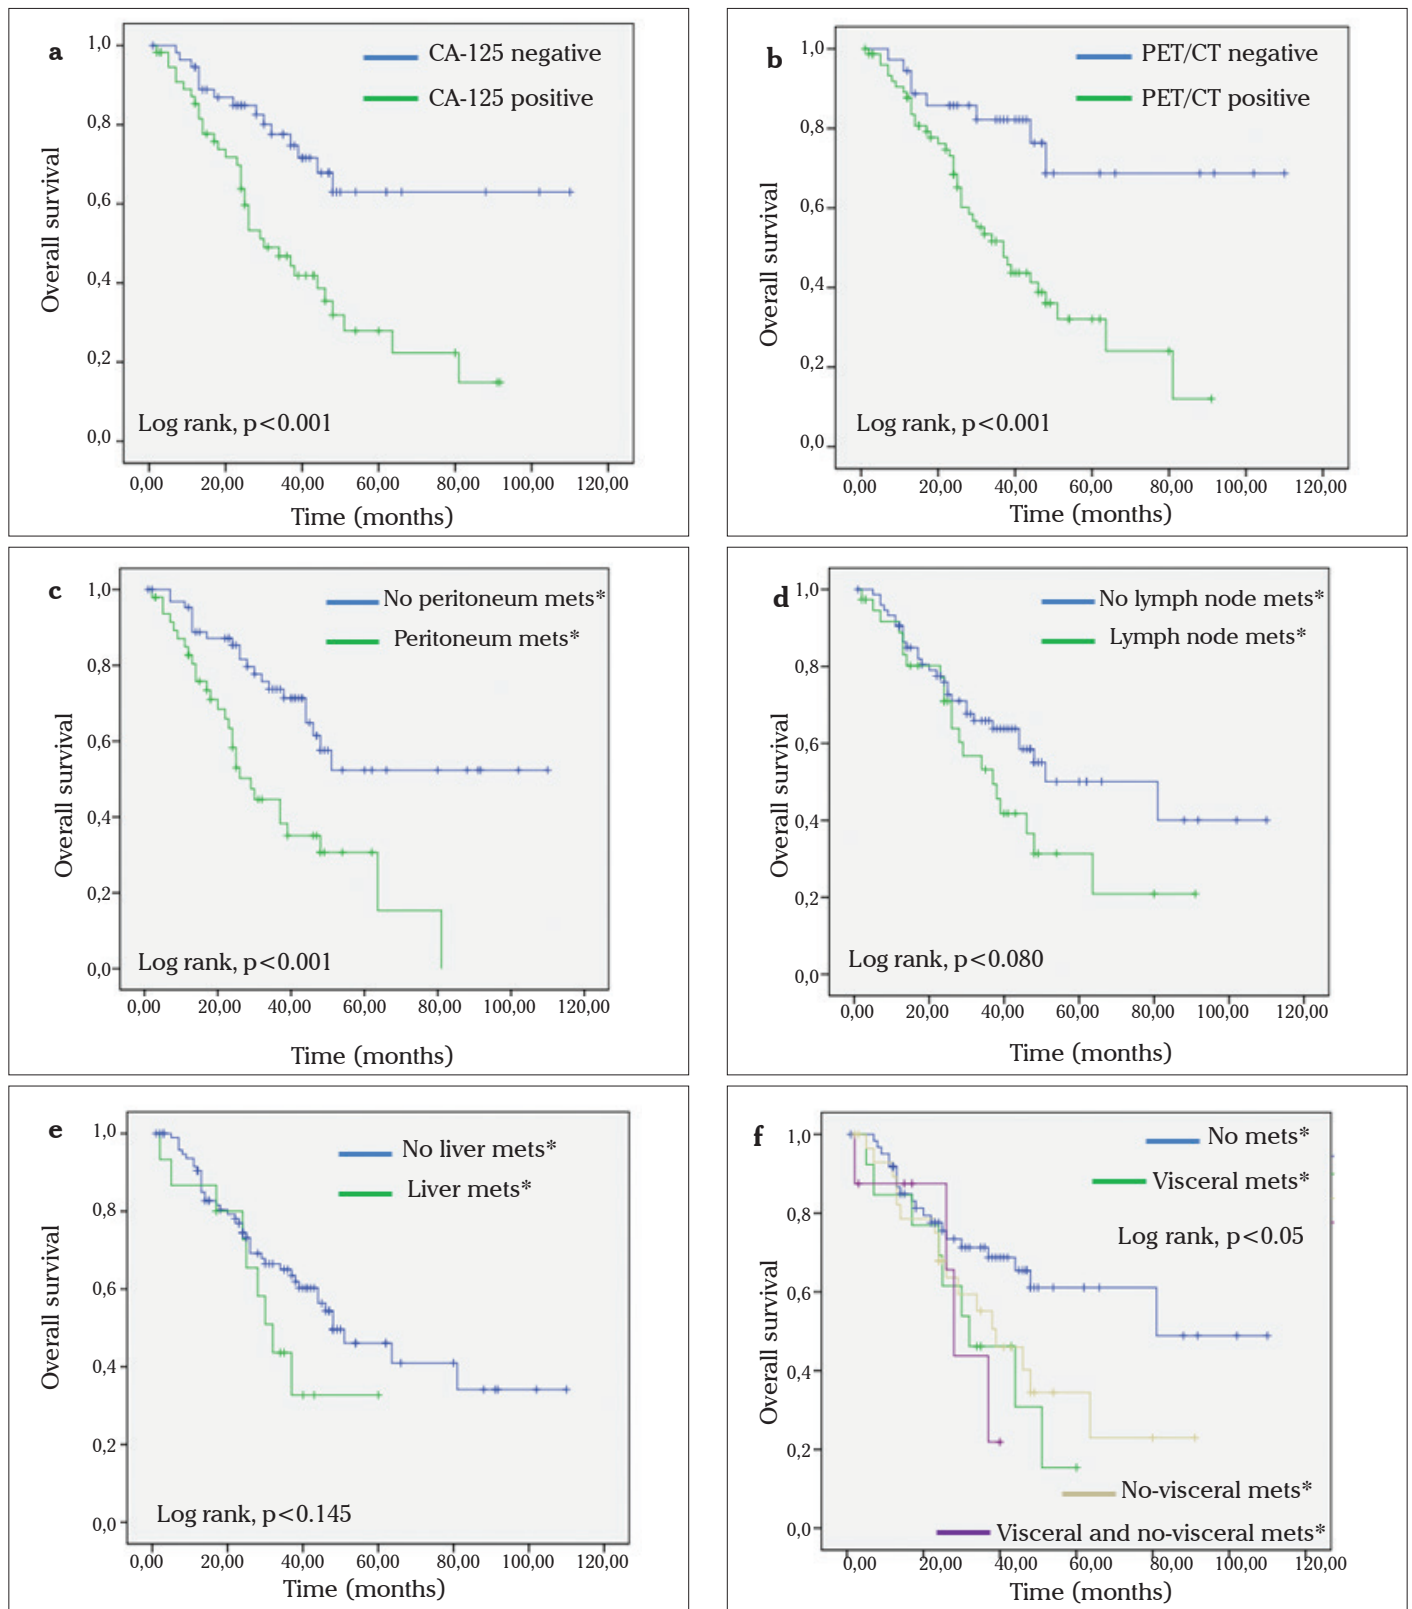 a
CA-125 negative
CA-125 positive
1,0
0,8
0,6
0,4
0,2
0,0
Overall survival
Log rank, p<0.001
0,00 20,00 40,00 60,00 80,00 100,00 120,00
Time (months)
b
PET/CT negative
PET/CT positive
1,0
0,8
0,6
0,4
0,2
0,0
Overall survival
Log rank, p<0.001
0,00 20,00 40,00 60,00 80,00 100,00 120,00
Time (months)
c
No peritoneum mets*
Peritoneum mets*
1,0
0,8
0,6
0,4
0,2
0,0
Overall survival
Log rank, p<0.001
0,00 20,00 40,00 60,00 80,00 100,00 120,00
Time (months)
d
No lymph node mets*
Lymph node mets*
1,0
0,8
0,6
0,4
0,2
0,0
Overall survival
Log rank, p<0.080
0,00 20,00 40,00 60,00 80,00 100,00 120,00
Time (months)
e
No liver mets*
Liver mets*
1,0
0,8
0,6
0,4
0,2
0,0
Overall survival
Log rank, p<0.145
0,00 20,00 40,00 60,00 80,00 100,00 120,00
Time (months)
f
No mets*
Visceral mets*
Log rank, p<0.05
1,0
0,8
0,6
0,4
0,2
0,0
Overall survival
No-visceral mets*
Visceral and no-visceral mets*
0,00 20,00 40,00 60,00 80,00 100,00 120,00
Time (months)